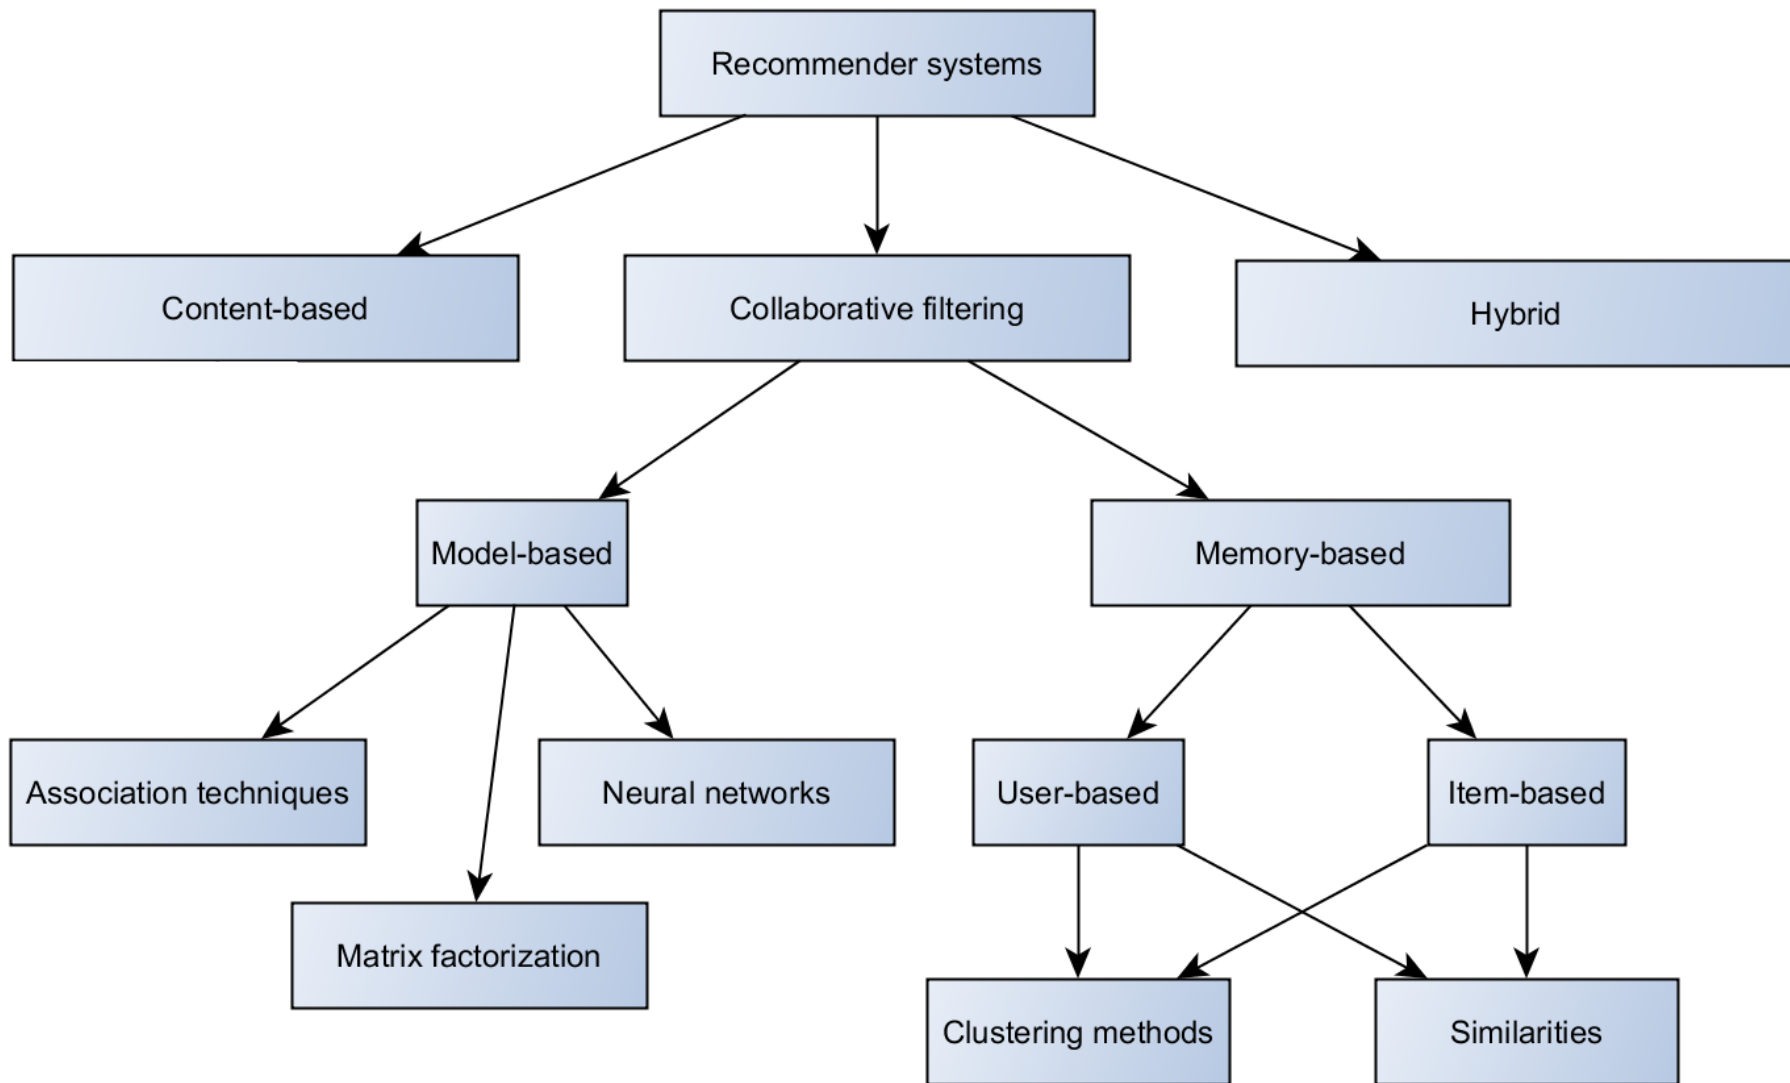 Recommender systems
Content-based
Collaborative filtering
Hybrid
Model-based
Memory-based
Association techniques
Neural networks
User-based
Item-based
Matrix factorization
Clustering methods
Similarities